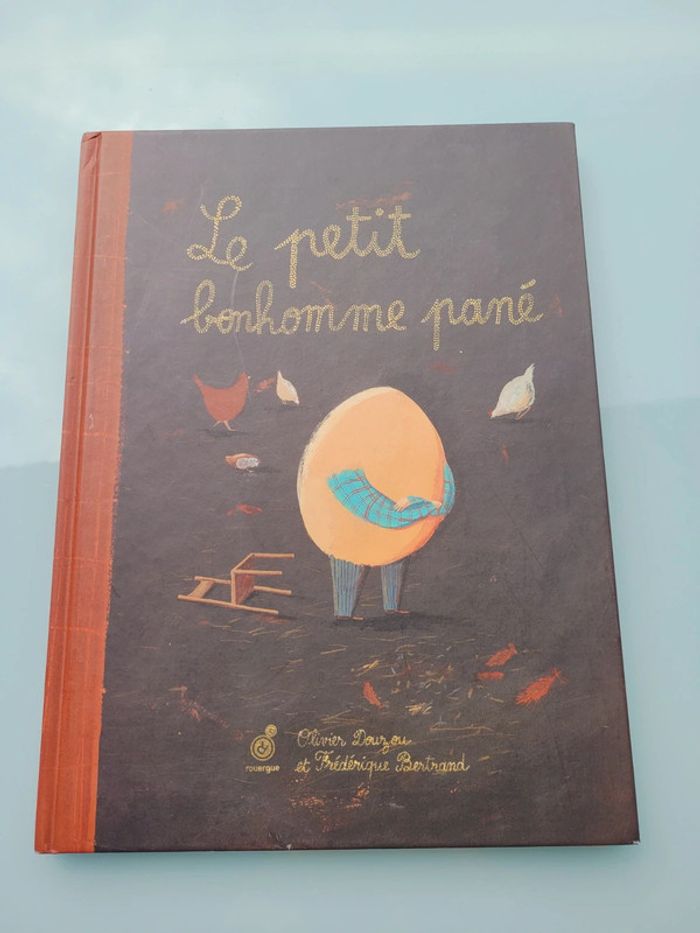 Le petit
bonhomme pané
Olivier Douzou
et Frédérique Bertrand
rouergue